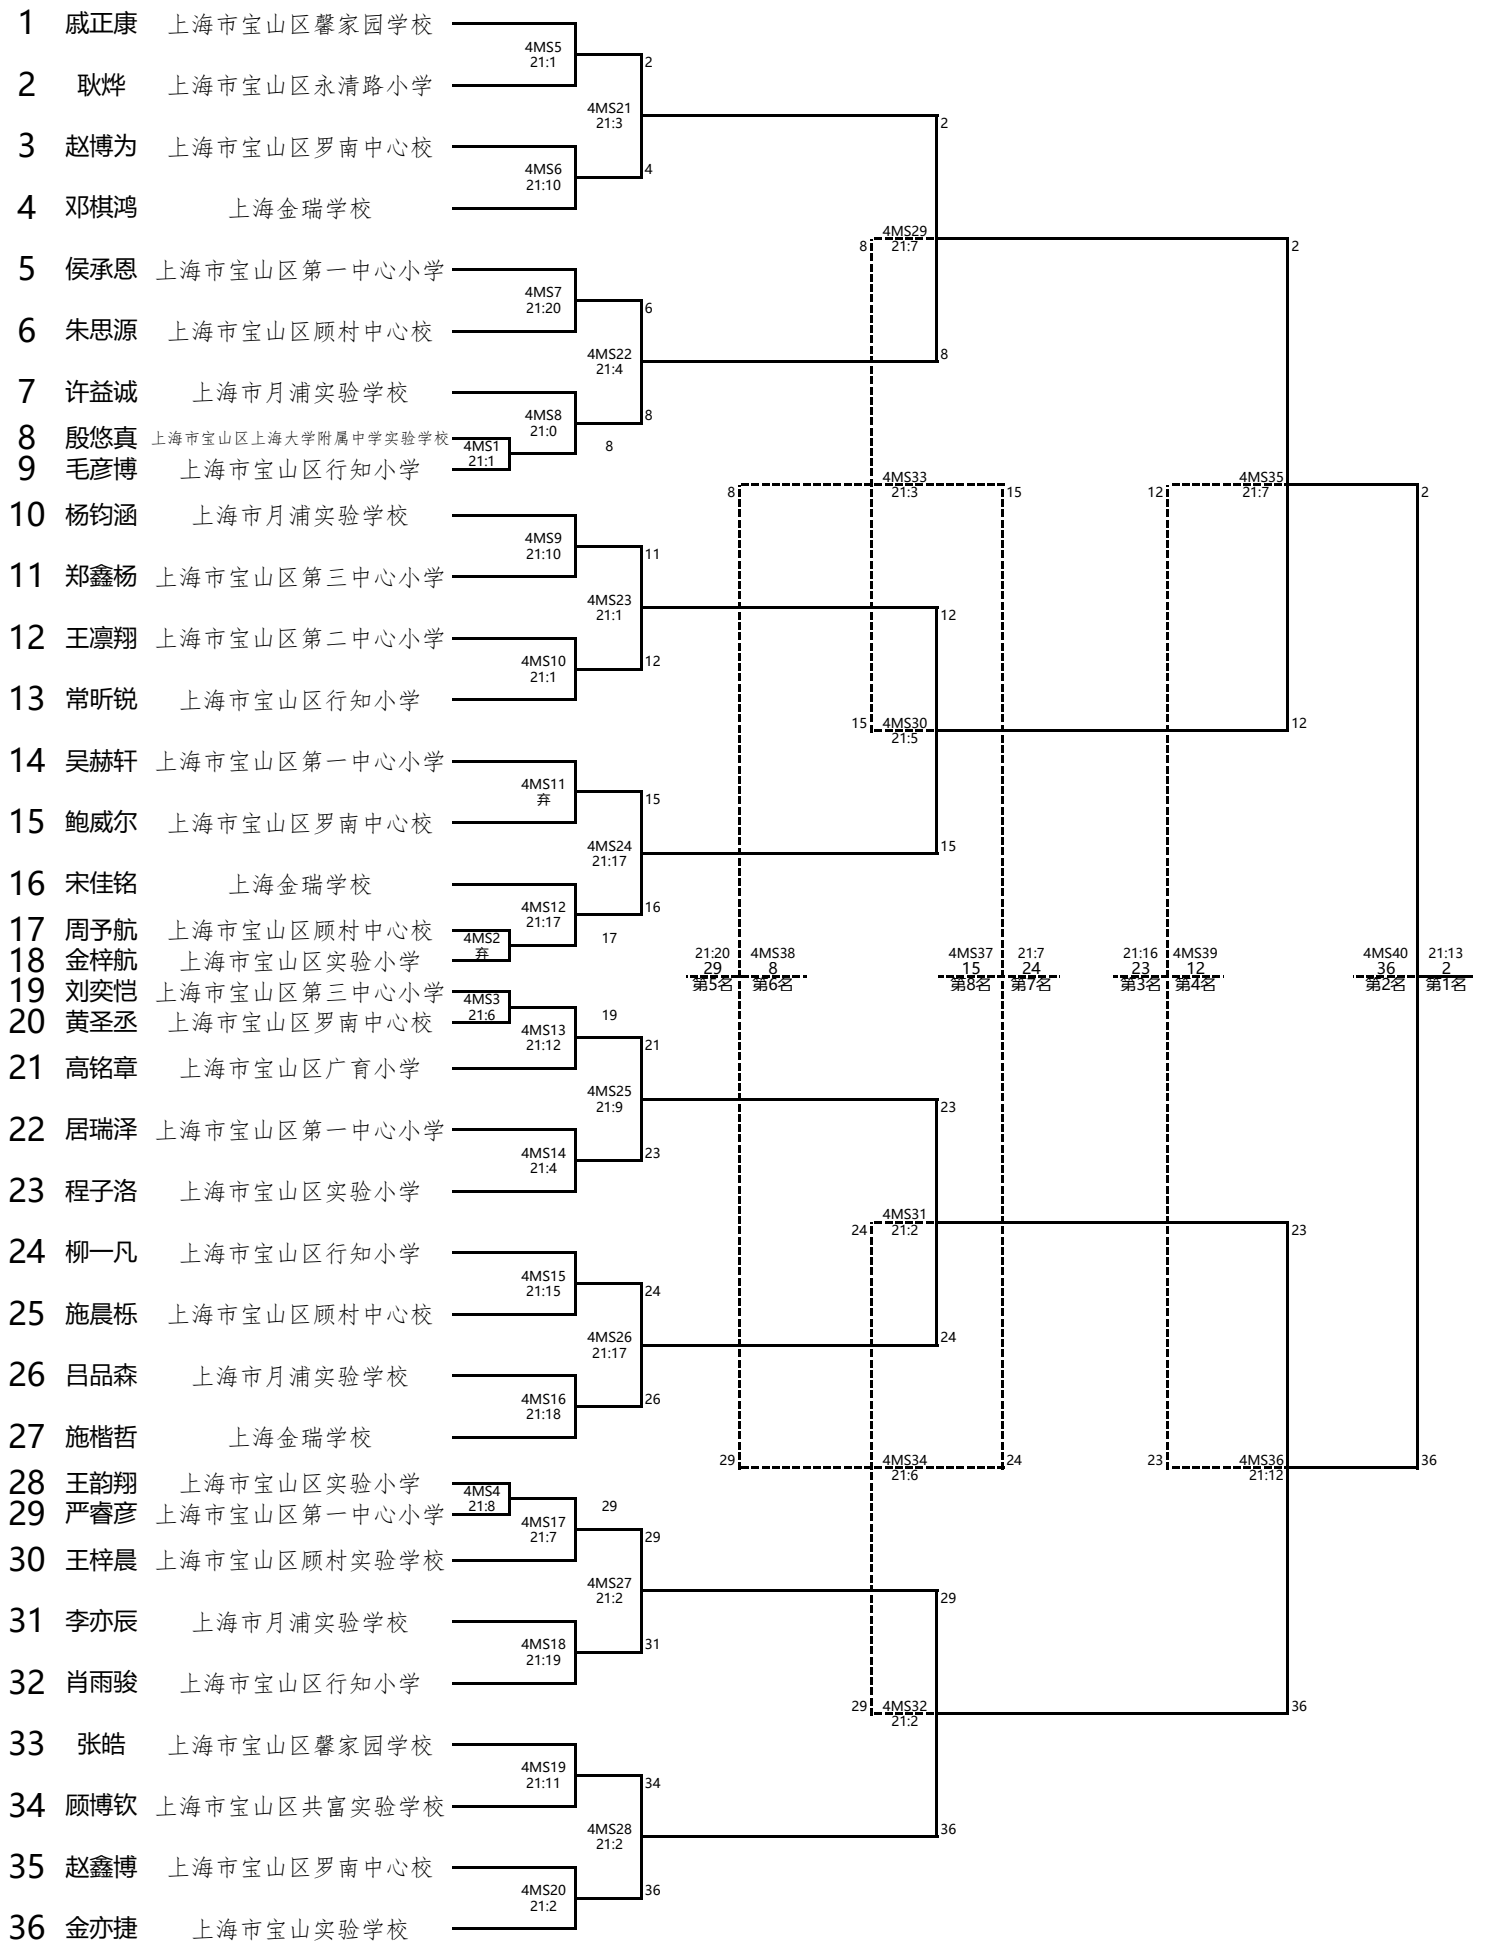 1 戚正康 上海市宝山区馨家园学校
4MS5
21:1
2
2 耿烨 上海市宝山区永清路小学
4MS21
21:3
2
3 赵博为 上海市宝山区罗南中心校
4MS6
21:10
4
4 邓棋鸿 上海金瑞学校
4MS29
21:7
8
2
5 侯承恩 上海市宝山区第一中心小学
4MS7
21:20
6
6 朱思源 上海市宝山区顾村中心校
4MS22
21:4
8
7 许益诚 上海市月浦实验学校
4MS8
21:0
8
8 殷悠真 上海市宝山区上海大学附属中学实验学校
4MS1
21:1
8
9 毛彦博 上海市宝山区行知小学
8
4MS33
21:3
15
12
4MS35
21:7
2
10 杨钧涵 上海市月浦实验学校
4MS9
21:10
11
11 郑鑫杨 上海市宝山区第三中心小学
4MS23
21:1
12
12 王凛翔 上海市宝山区第二中心小学
4MS10
21:1
12
13 常昕锐 上海市宝山区行知小学
15
4MS30
21:5
12
14 吴赫轩 上海市宝山区第一中心小学
4MS11
弃
15
15 鲍威尔 上海市宝山区罗南中心校
4MS24
21:17
15
16 宋佳铭 上海金瑞学校
4MS12
21:17
16
17 周予航 上海市宝山区顾村中心校
4MS2
弃
17
18 金梓航 上海市宝山区实验小学
21:20 4MS38
29 8
第5名 第6名
4MS37 21:7
15 24
第8名 第7名
21:16 4MS39
23 12
第3名 第4名
4MS40 21:13
36 2
第2名 第1名
19 刘奕恺 上海市宝山区第三中心小学
4MS3
21:6
19
20 黄圣丞 上海市宝山区罗南中心校
4MS13
21:12
21
21 高铭章 上海市宝山区广育小学
4MS25
21:9
23
22 居瑞泽 上海市宝山区第一中心小学
4MS14
21:4
23
23 程子洛 上海市宝山区实验小学
24
4MS31
21:2
23
24 柳一凡 上海市宝山区行知小学
4MS15
21:15
24
25 施晨栎 上海市宝山区顾村中心校
4MS26
21:17
24
26 吕品森 上海市月浦实验学校
4MS16
21:18
26
27 施楷哲 上海金瑞学校
29
4MS34
21:6
24
23
4MS36
21:12
36
28 王韵翔 上海市宝山区实验小学
4MS4
21:8
29
29 严睿彦 上海市宝山区第一中心小学
4MS17
21:7
29
30 王梓晨 上海市宝山区顾村实验学校
4MS27
21:2
29
31 李亦辰 上海市月浦实验学校
4MS18
21:19
31
32 肖雨骏 上海市宝山区行知小学
29
4MS32
21:2
36
33 张皓 上海市宝山区馨家园学校
4MS19
21:11
34
34 顾博钦 上海市宝山区共富实验学校
4MS28
21:2
36
35 赵鑫博 上海市宝山区罗南中心校
4MS20
21:2
36
36 金亦捷 上海市宝山实验学校